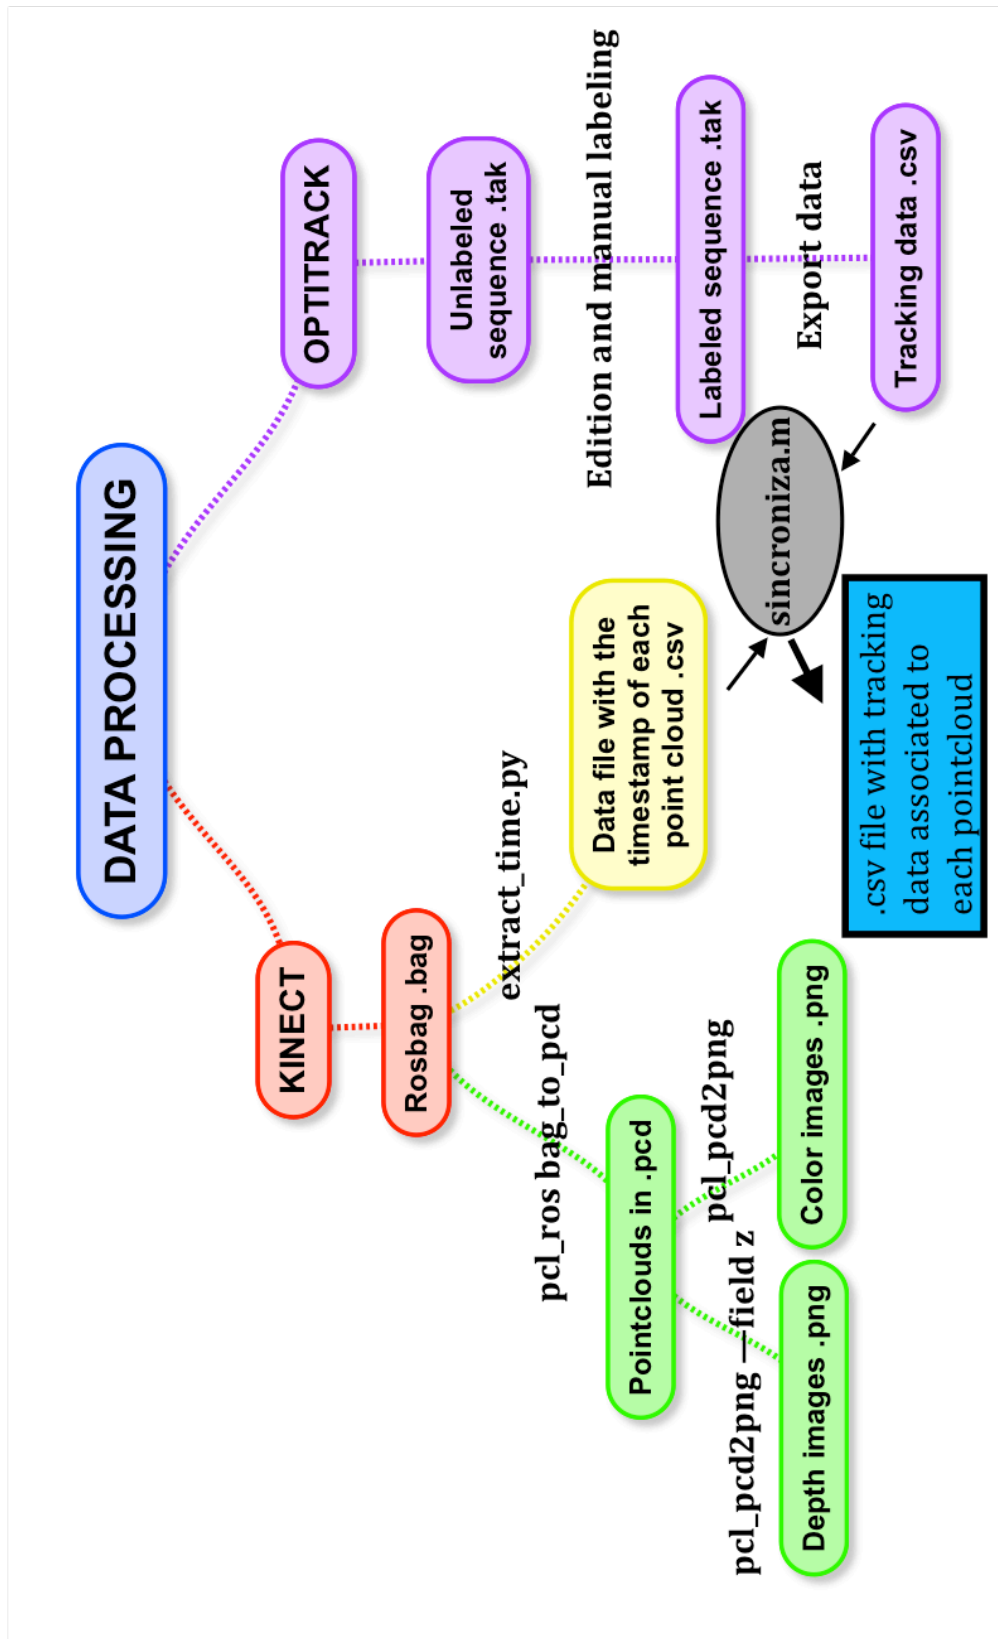 DATA PROCESSING
KINECT
OPTITRACK
Rosbag .bag
Unlabeled
sequence .tak
extract_time.py
pcl_ros bag_to_pcd
Edition and manual labeling
Data file with the
timestamp of each
point cloud .csv
Pointclouds in .pcd
Labeled sequence .tak
pcl_pcd2png —field z
pcl_pcd2png
sincroniza.m
Export data
Depth images .png
Color images .png
Tracking data .csv
.csv file with tracking
data associated to
each pointcloud